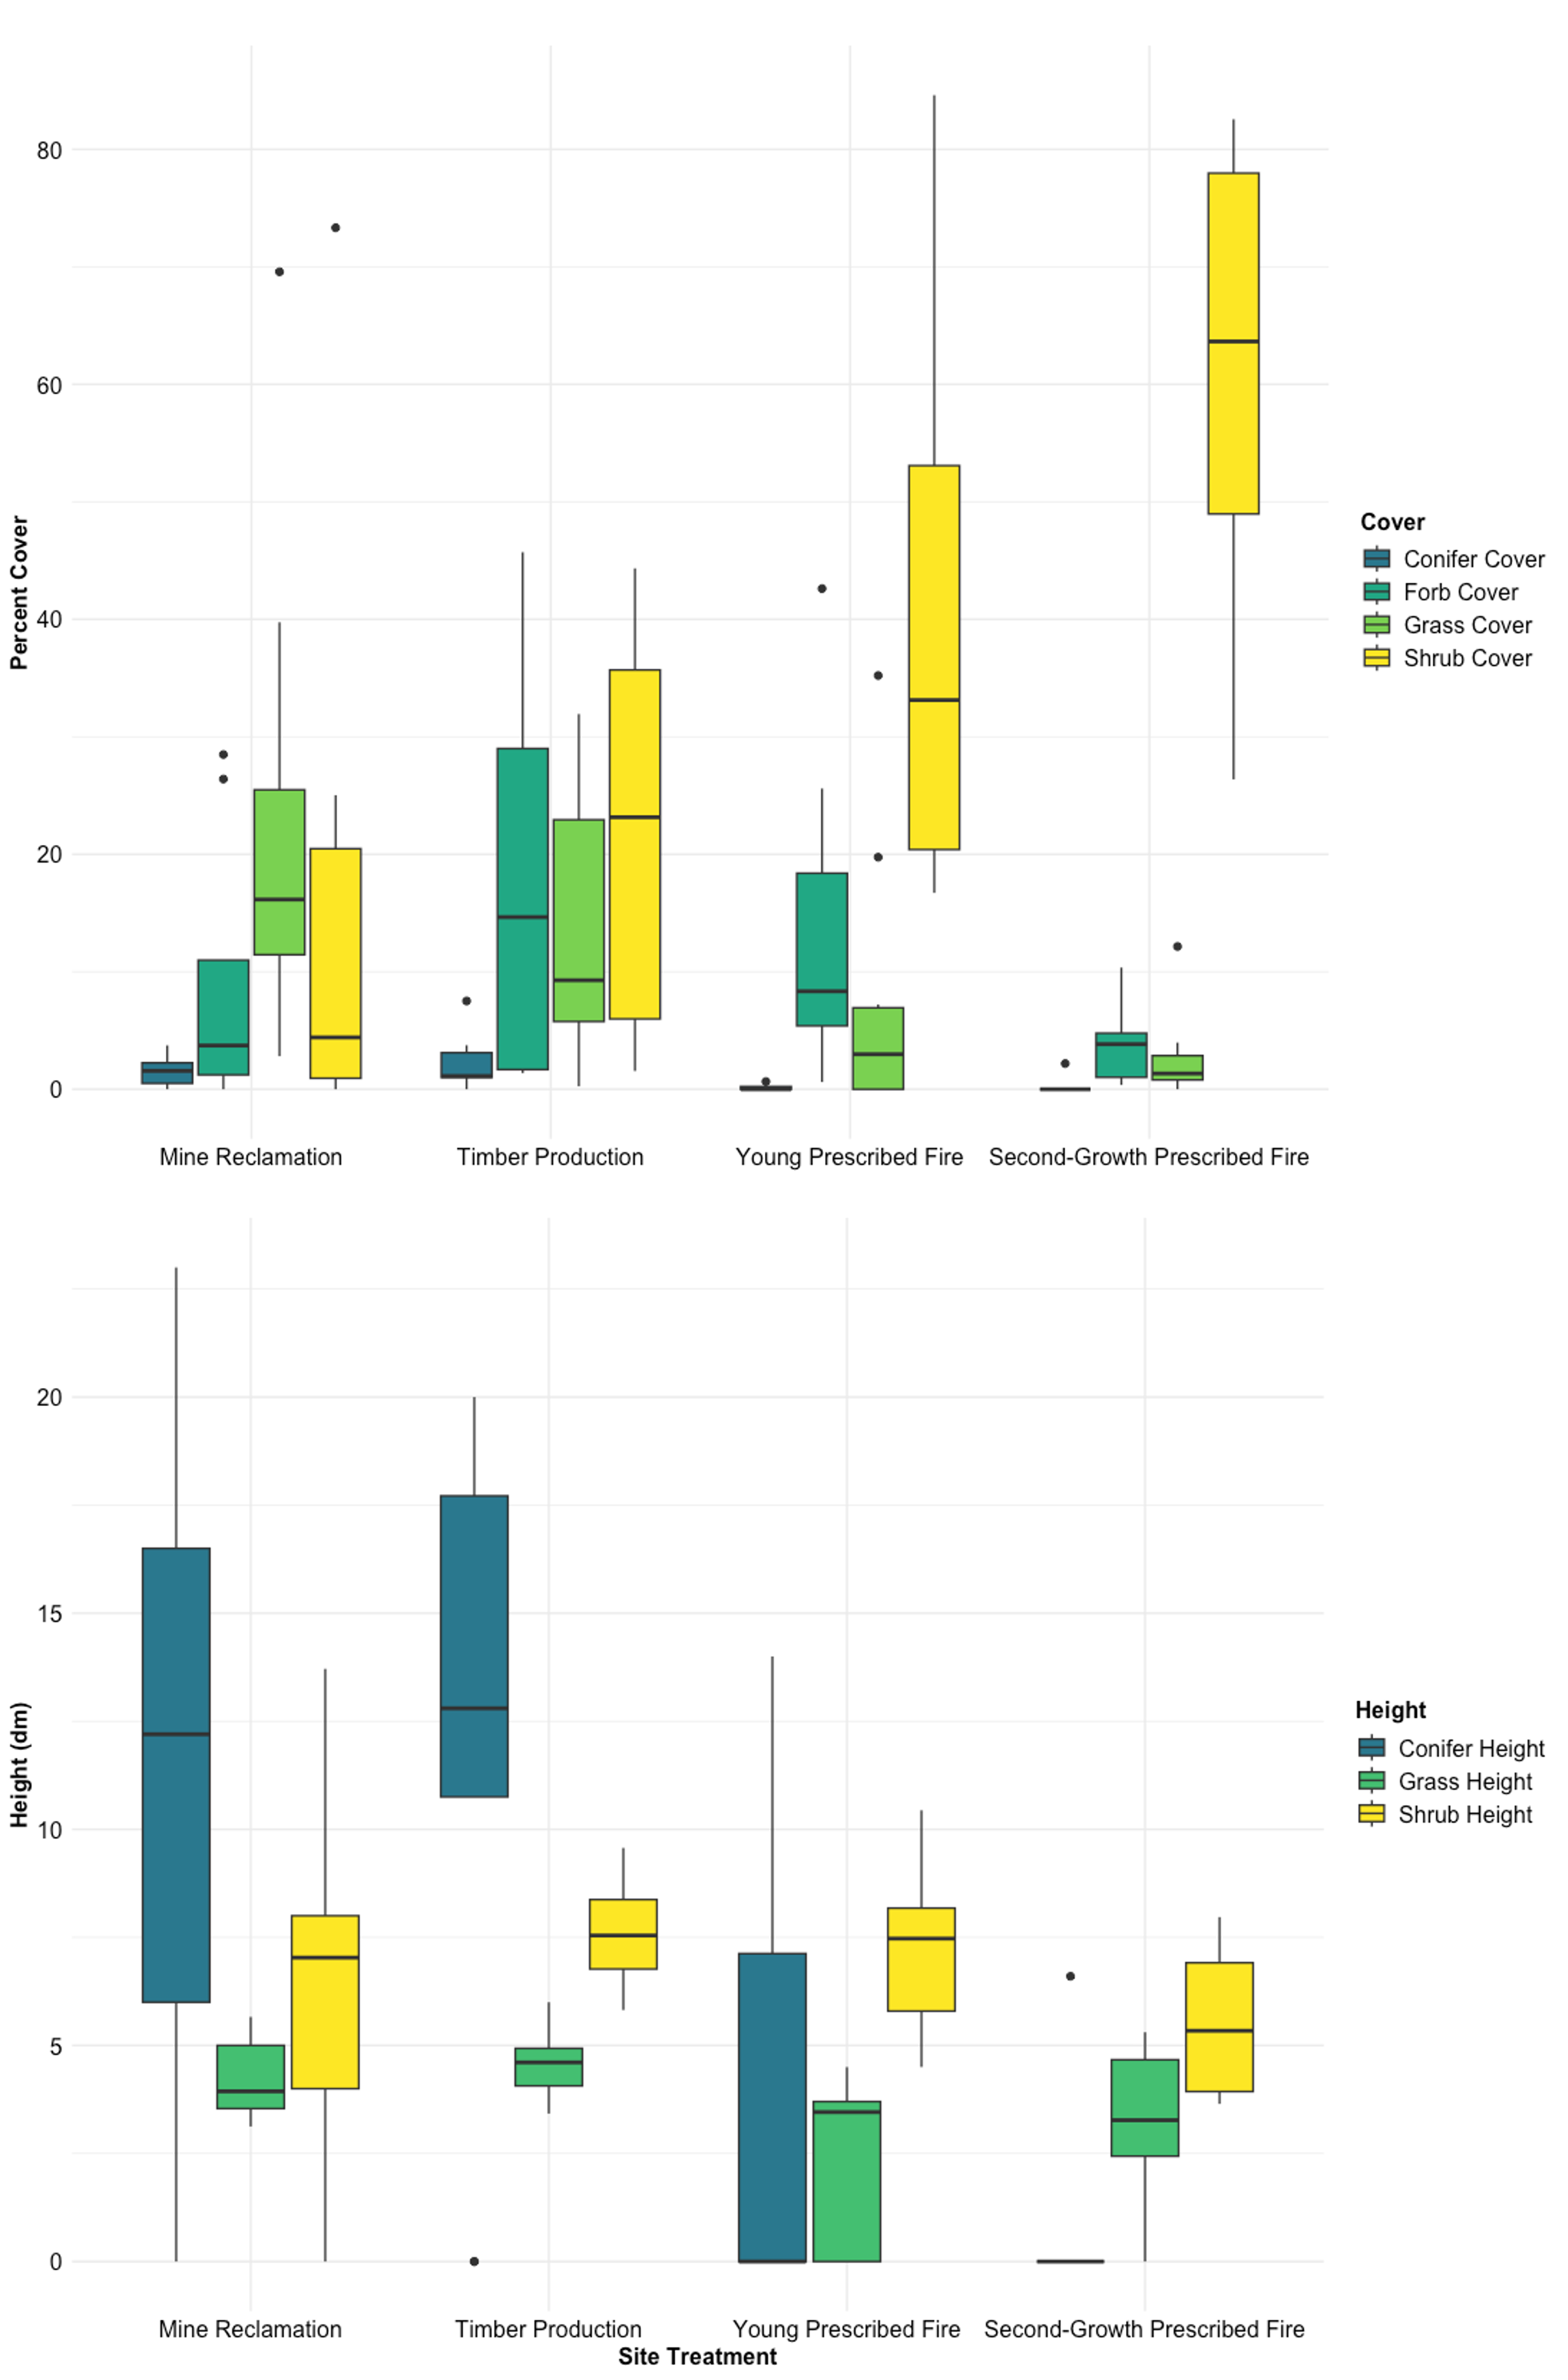 80
60
40
20
0
Percent Cover
Mine Reclamation Timber Production Young Prescribed Fire Second-Growth Prescribed Fire
Cover
Conifer Cover
Forb Cover
Grass Cover
Shrub Cover
20
15
10
5
0
Height (dm)
Mine Reclamation Timber Production Young Prescribed Fire Second-Growth Prescribed Fire
Site Treatment
Height
Conifer Height
Grass Height
Shrub Height